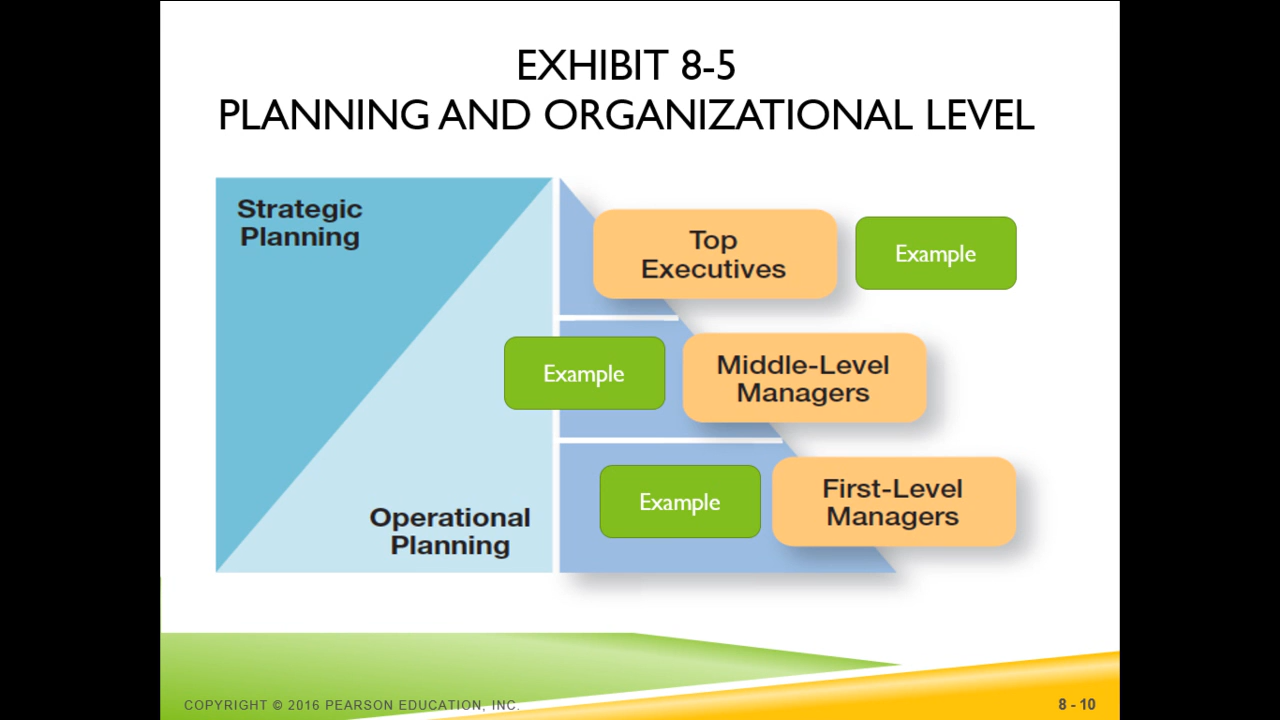 EXHIBIT 8-5
PLANNING AND ORGANIZATIONAL LEVEL
Strategic
Planning
Top
Executives
Example
Example
Middle-Level
Managers
Operational
Planning
Example
First-Level
Managers
COPYRIGHT © 2016 PEARSON EDUCATION, INC.
8 - 10